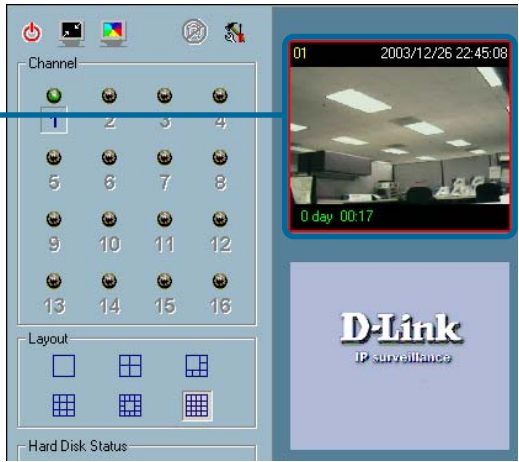 Channel
1 2 3 4
5 6 7 8
9 10 11 12
13 14 15 16
Layout
Hard Disk Status
01 2003/12/26 22:45:08
0 day 00:17
D-Link
IP surveillance